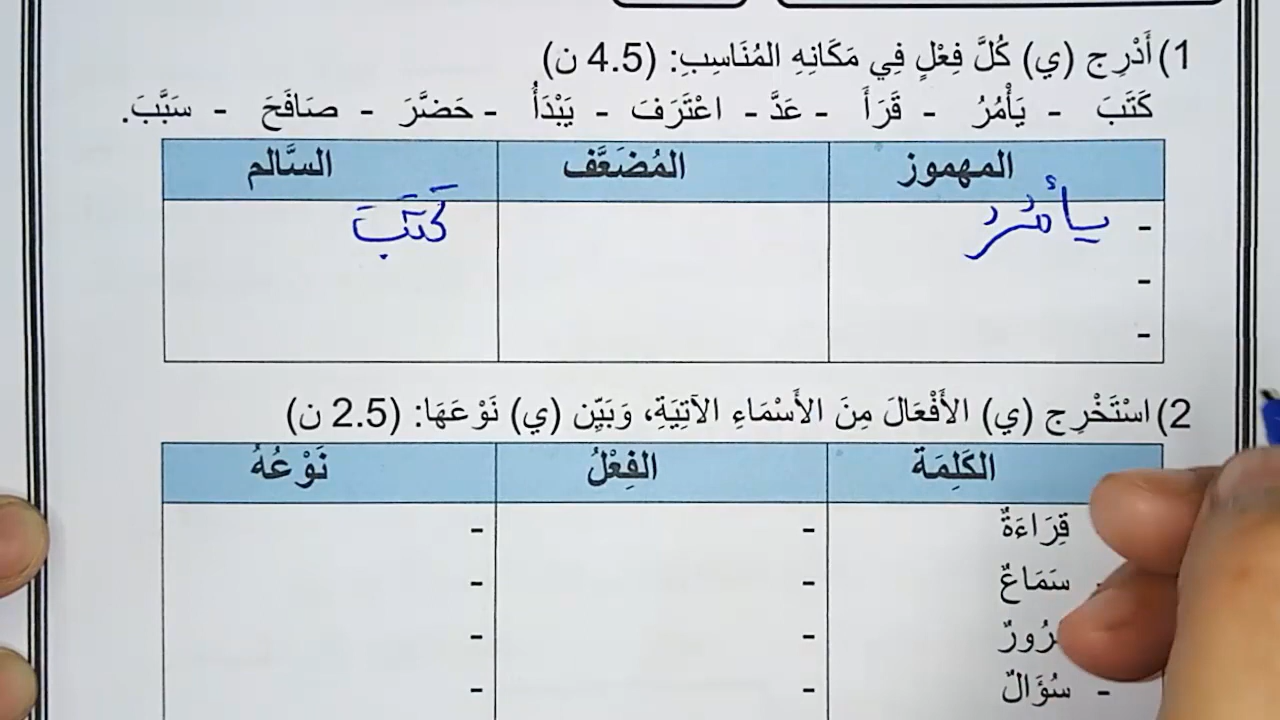 1) أَدْرِج (ي) كُلَّ فِعْلٍ فِي مَكَانِهِ المُنَاسِبِ: (4.5 ن)
كَتَبَ - يَأْمُرُ - قَرَأَ - عَدَّ - اعْتَرَفَ - يَبْدَأُ - حَضَّرَ - صَافَحَ - سَبَّبَ.
المهموز المُضَعَّف السَّالم
- يأمُرُ كَتَبَ
-
-
2) اسْتَخْرِج (ي) الأَفْعَالَ مِنَ الأَسْمَاءِ الآتِيَةِ، وَبَيِّن (ي) نَوْعَهَا: (2.5 ن)
الكَلِمَة الفِعْلُ نَوْعُهُ
قِرَاءَةٌ - -
- سَمَاعٌ - -
- -
- سُؤَالٌ - -